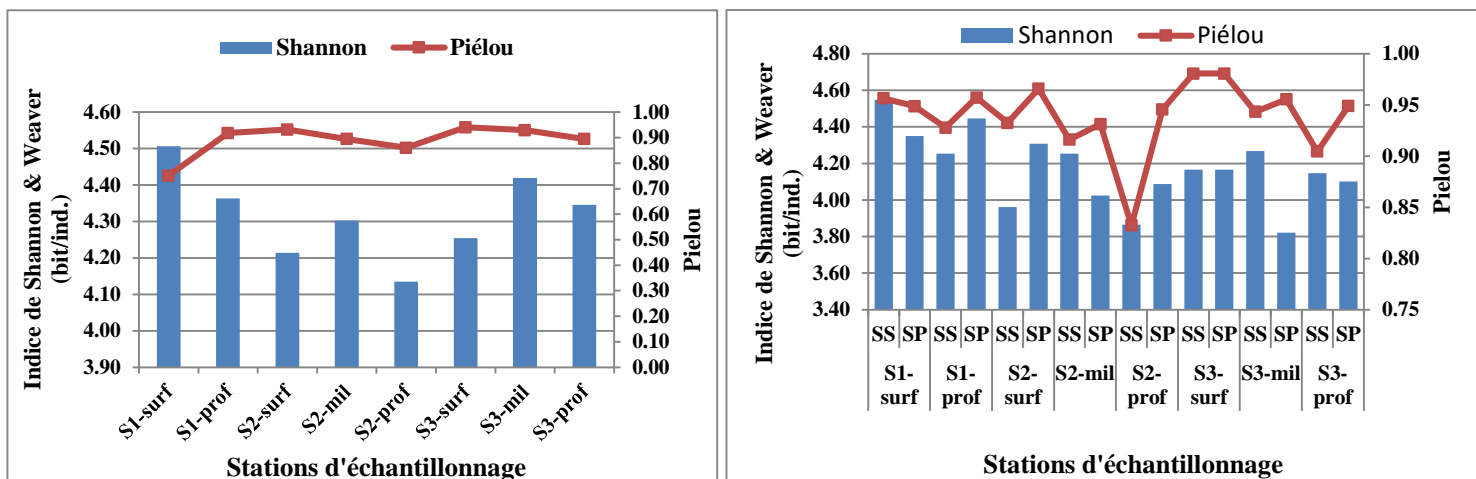 Shannon Piélou
Indice de Shannon & Weaver
(bit/ind.)
4.60
4.50
4.40
4.30
4.20
4.10
4.00
3.90
1.00
0.90
0.80
0.70
0.60
0.50
0.40
0.30
0.20
0.10
0.00
Pielou
S1-surf
S1-prof
S2-surf
S2-mil
S2-prof
S3-surf
S3-mil
S3-prof
Stations d'échantillonnage
Shannon Piélou
Indice de Shannon & Weaver
(bit/ind.)
4.80
4.60
4.40
4.20
4.00
3.80
3.60
3.40
1.00
0.95
0.90
0.85
0.80
0.75
Pielou
SS SP SS SP SS SP SS SP SS SP SS SP SS SP SS SP
S1-surf S1-prof S2-surf S2-mil S2-prof S3-surf S3-mil S3-prof
Stations d'échantillonnage